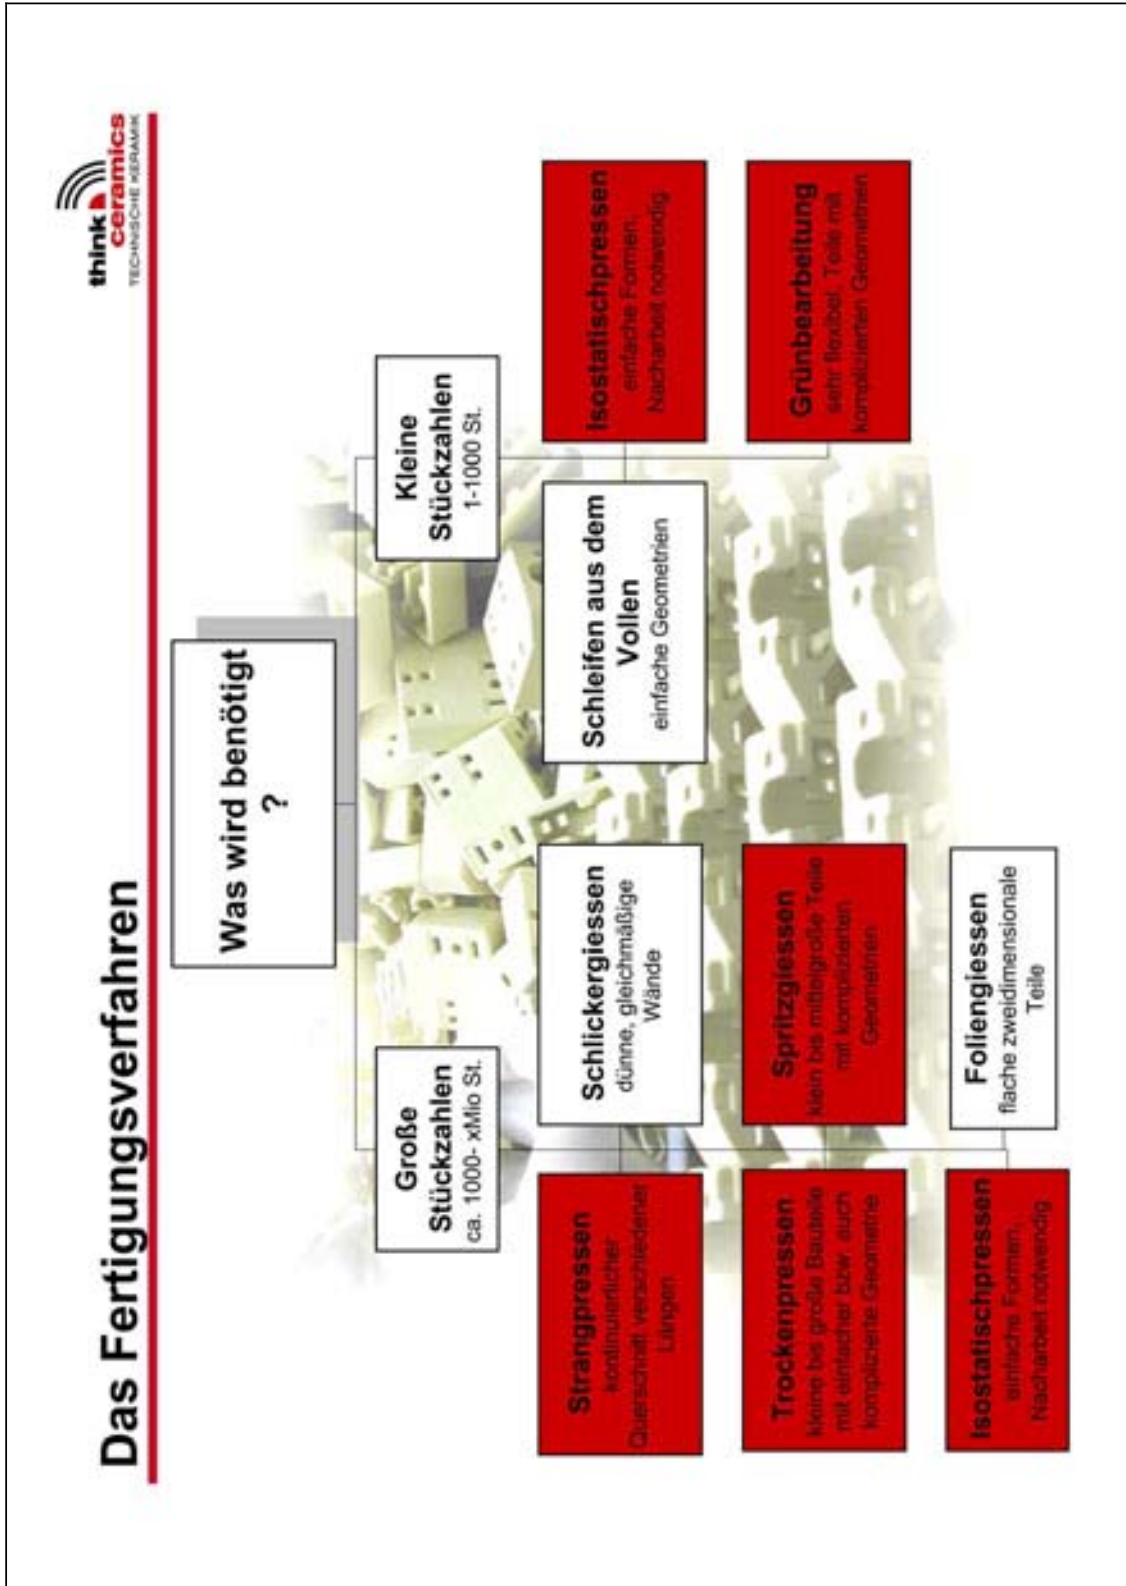 Das Fertigungsverfahren
think
ceramics
TECHNISCHE KERAMIK
Was wird benötigt
?
Große
Stückzahlen
ca. 1000- xMio St.
Kleine
Stückzahlen
1-1000 St.
Strangpressen
kontinuierlicher
Querschnitt verschiedener
Längen
Schlickergiessen
dünne, gleichmäßige
Wände
Schleifen aus dem
Vollen
einfache Geometrien
Isostatischpressen
einfache Formen,
Nacharbeit notwendig
Trockenpressen
kleine bis große Bauteile
mit einfacher bzw. auch
komplizierte Geometrie
Spritzgiessen
klein bis mittelgroße Teile
mit komplizierten
Geometrien
Grünbearbeitung
sehr flexibel, Teile mit
komplizierten Geometrien
Isostatischpressen
einfache Formen,
Nacharbeit notwendig
Foliengiessen
flache zweidimensionale
Teile